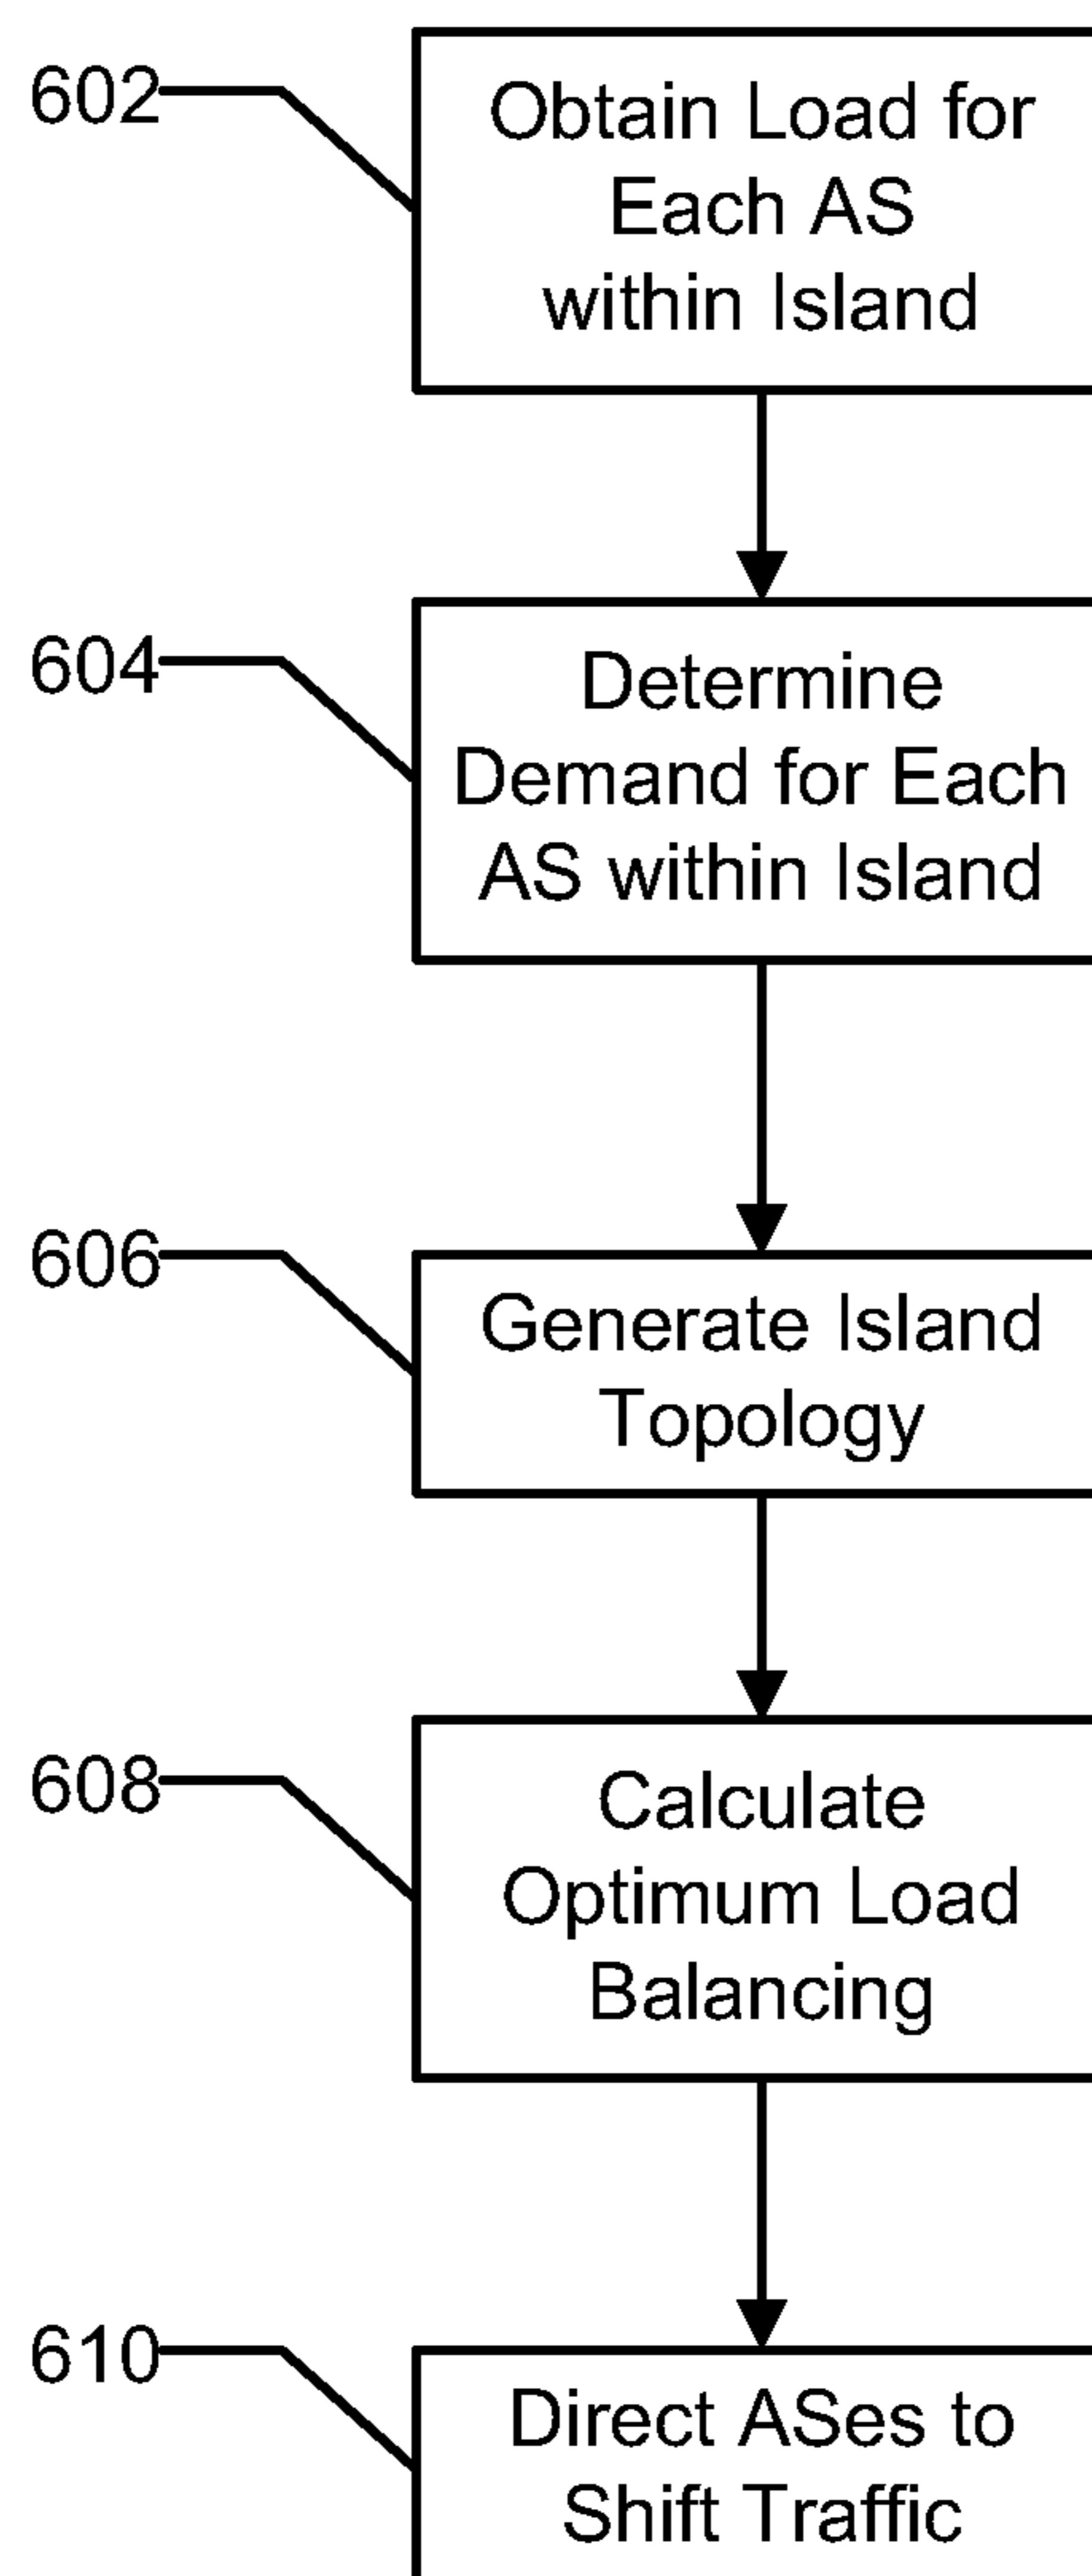 602
Obtain Load for
Each AS
within Island
604
Determine
Demand for Each
AS within Island
606
Generate Island
Topology
608
Calculate
Optimum Load
Balancing
610
Direct ASes to
Shift Traffic